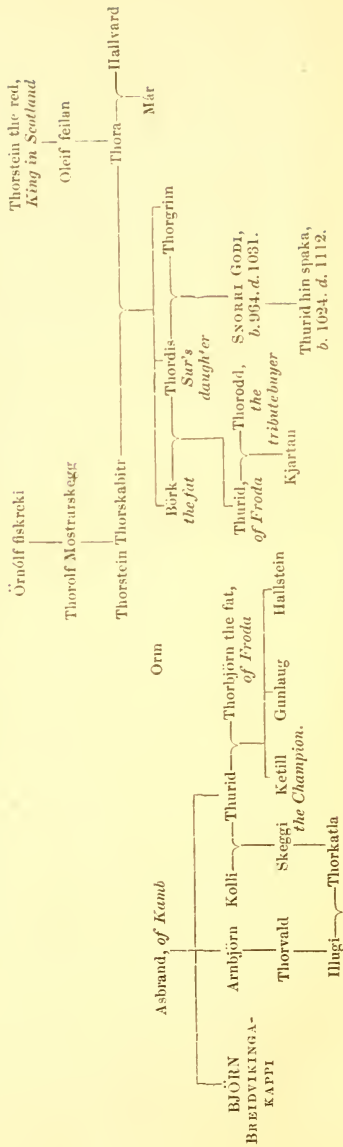 Örnólf fiskreki
Thorolf Mostrarskegg
Thorstein Thorskabitr
Thorstein the red,
King in Scotland
Oleif feilan
Thora Hallvard
Már
Orm
Börk Thordis Thorgrim
the fat Sur's
daughter
Thurid, Thorodd, SNORRI GODI,
of Froda the b. 964. d. 1031.
tributebuyer
Kjartan Thurid hin spaka,
b. 1024. d. 1112.
Asbrand, of Kamb
BJÖRN Arnbjörn Kolli Thurid Thorbjörn the fat,
BREIDVIKINGA- of Froda
KAPPI
Thorvald Skeggi Ketill Gunlaug Hallstein
the Champion.
Illugi Thorkatla